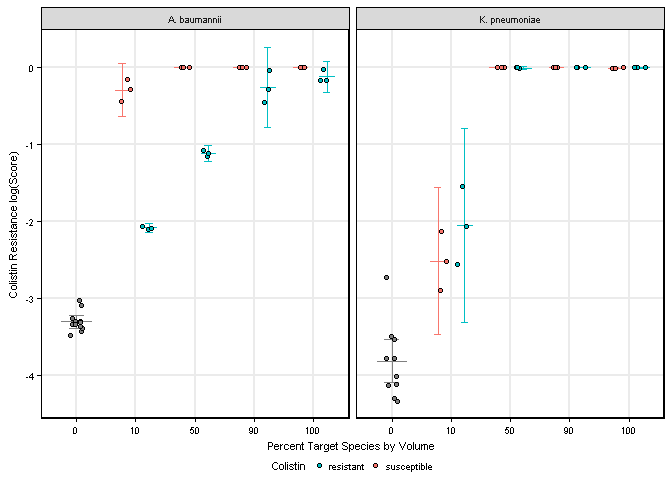 A. baumannii
K. pneumoniae
Colistin Resistance log(Score)
0
-1
-2
-3
-4
0 10 50 90 100
0 10 50 90 100
Percent Target Species by Volume
Colistin resistant susceptible